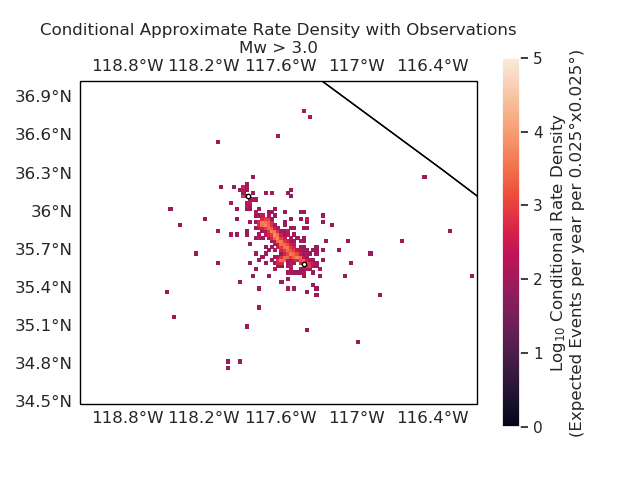 Conditional Approximate Rate Density with Observations
Mw > 3.0
118.8°W 118.2°W 117.6°W 117°W 116.4°W
36.9°N
36.6°N
36.3°N
36°N
35.7°N
35.4°N
35.1°N
34.8°N
34.5°N
118.8°W 118.2°W 117.6°W 117°W 116.4°W
5
4
3
2
1
0
Log₁₀ Conditional Rate Density
(Expected Events per year per 0.025°x0.025°)